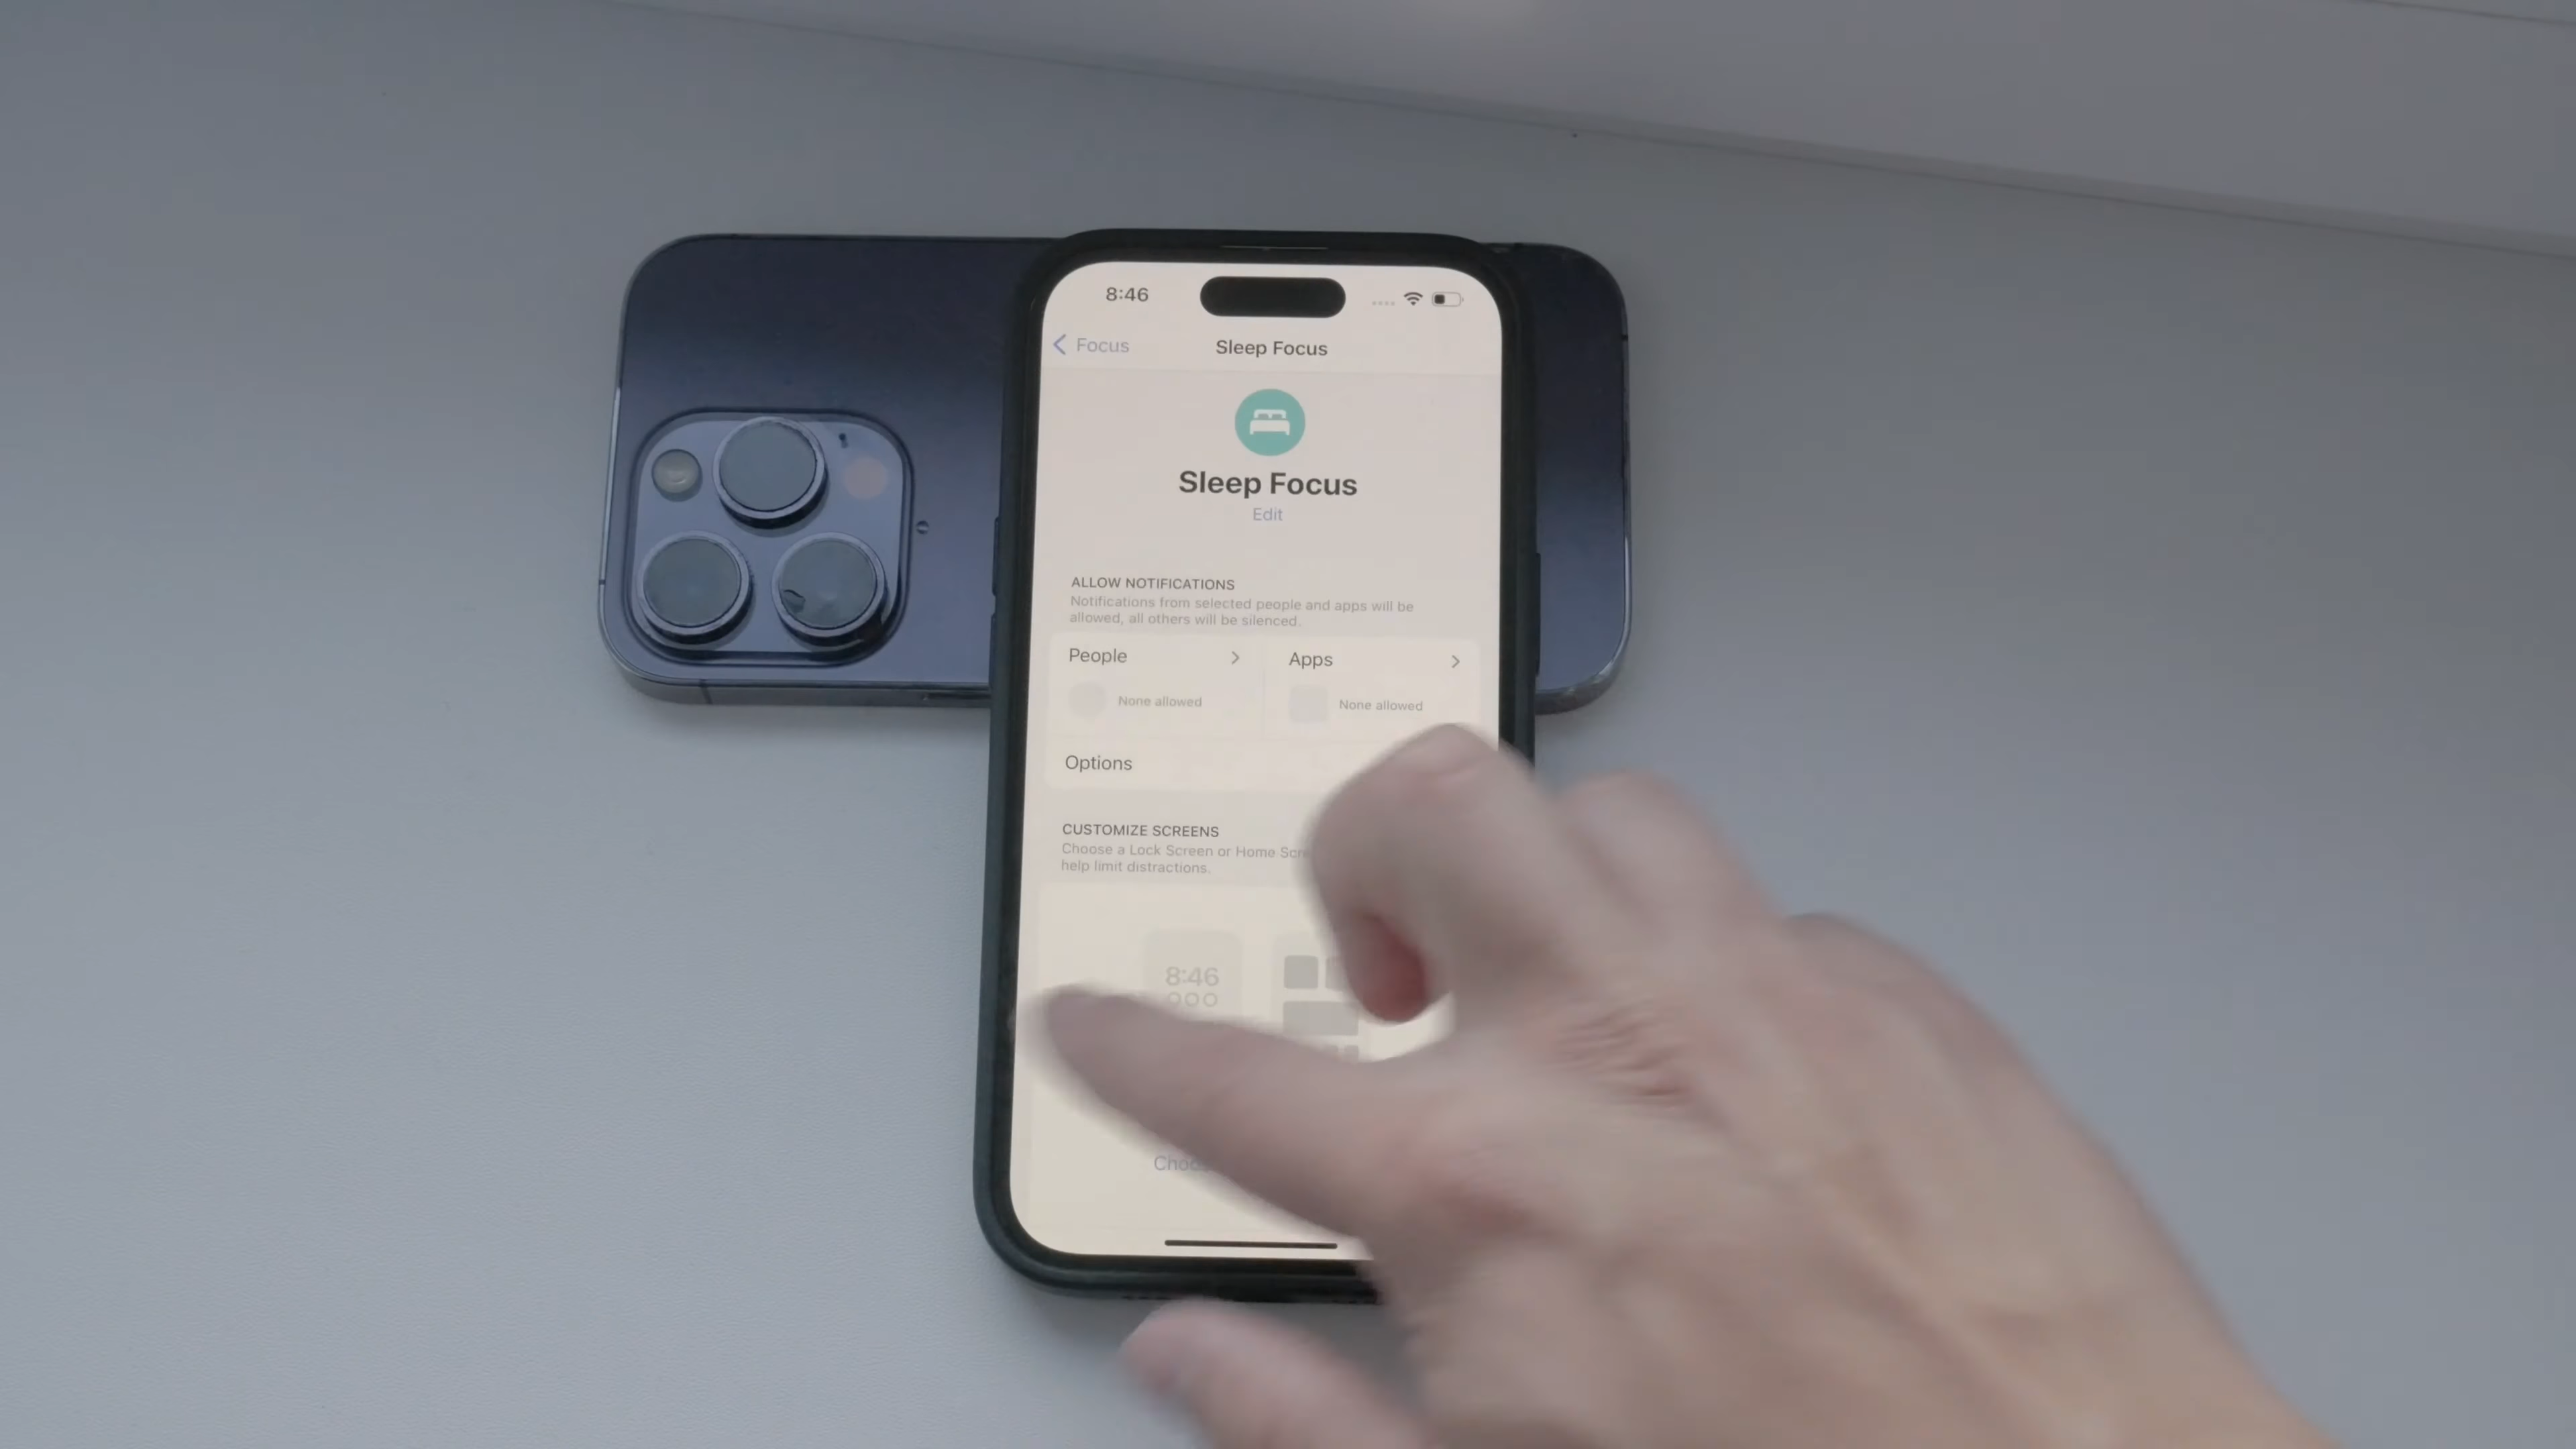 8:46
Focus
Sleep Focus
Sleep Focus
Edit
ALLOW NOTIFICATIONS
Notifications from selected people and apps will be
allowed, all others will be silenced.
People
Apps
None allowed
None allowed
Options
CUSTOMIZE SCREENS
Choose a Lock Screen or Home
help limit distractions.
8:46